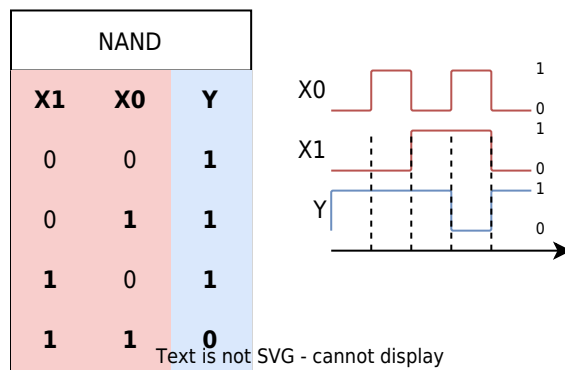 NAND
X1 X0 Y
0 0 1
0 1 1
1 0 1
1 1 0
X0 1
0
X1 1
0
Y 1
0
Text is not SVG - cannot display